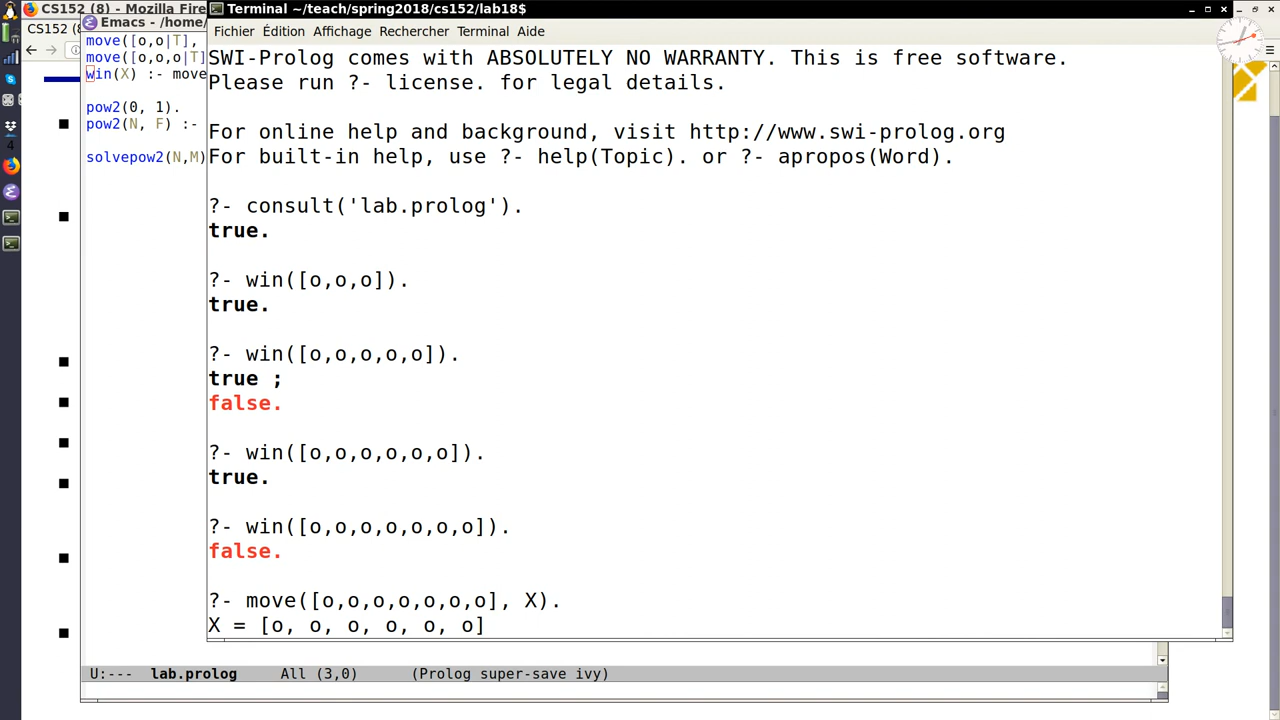 CS152 (8) - Mozilla Fire
Terminal ~/teach/spring2018/cs152/lab18$
CS152 (8)
Emacs - /home/
Fichier Édition Affichage Rechercher Terminal Aide
move([o,o|T],
move([o,o,o|T]
win(X) :- move
pow2(0, 1).
pow2(N, F) :-
solvepow2(N,M)
SWI-Prolog comes with ABSOLUTELY NO WARRANTY. This is free software.
Please run ?- license. for legal details.
For online help and background, visit http://www.swi-prolog.org
For built-in help, use ?- help(Topic). or ?- apropos(Word).
?- consult('lab.prolog').
true.
?- win([o,o,o]).
true.
?- win([o,o,o,o,o]).
true ;
false.
?- win([o,o,o,o,o,o]).
true.
?- win([o,o,o,o,o,o,o]).
false.
?- move([o,o,o,o,o,o,o], X).
X = [o, o, o, o, o, o]
U:--- lab.prolog All (3,0) (Prolog super-save ivy)
4